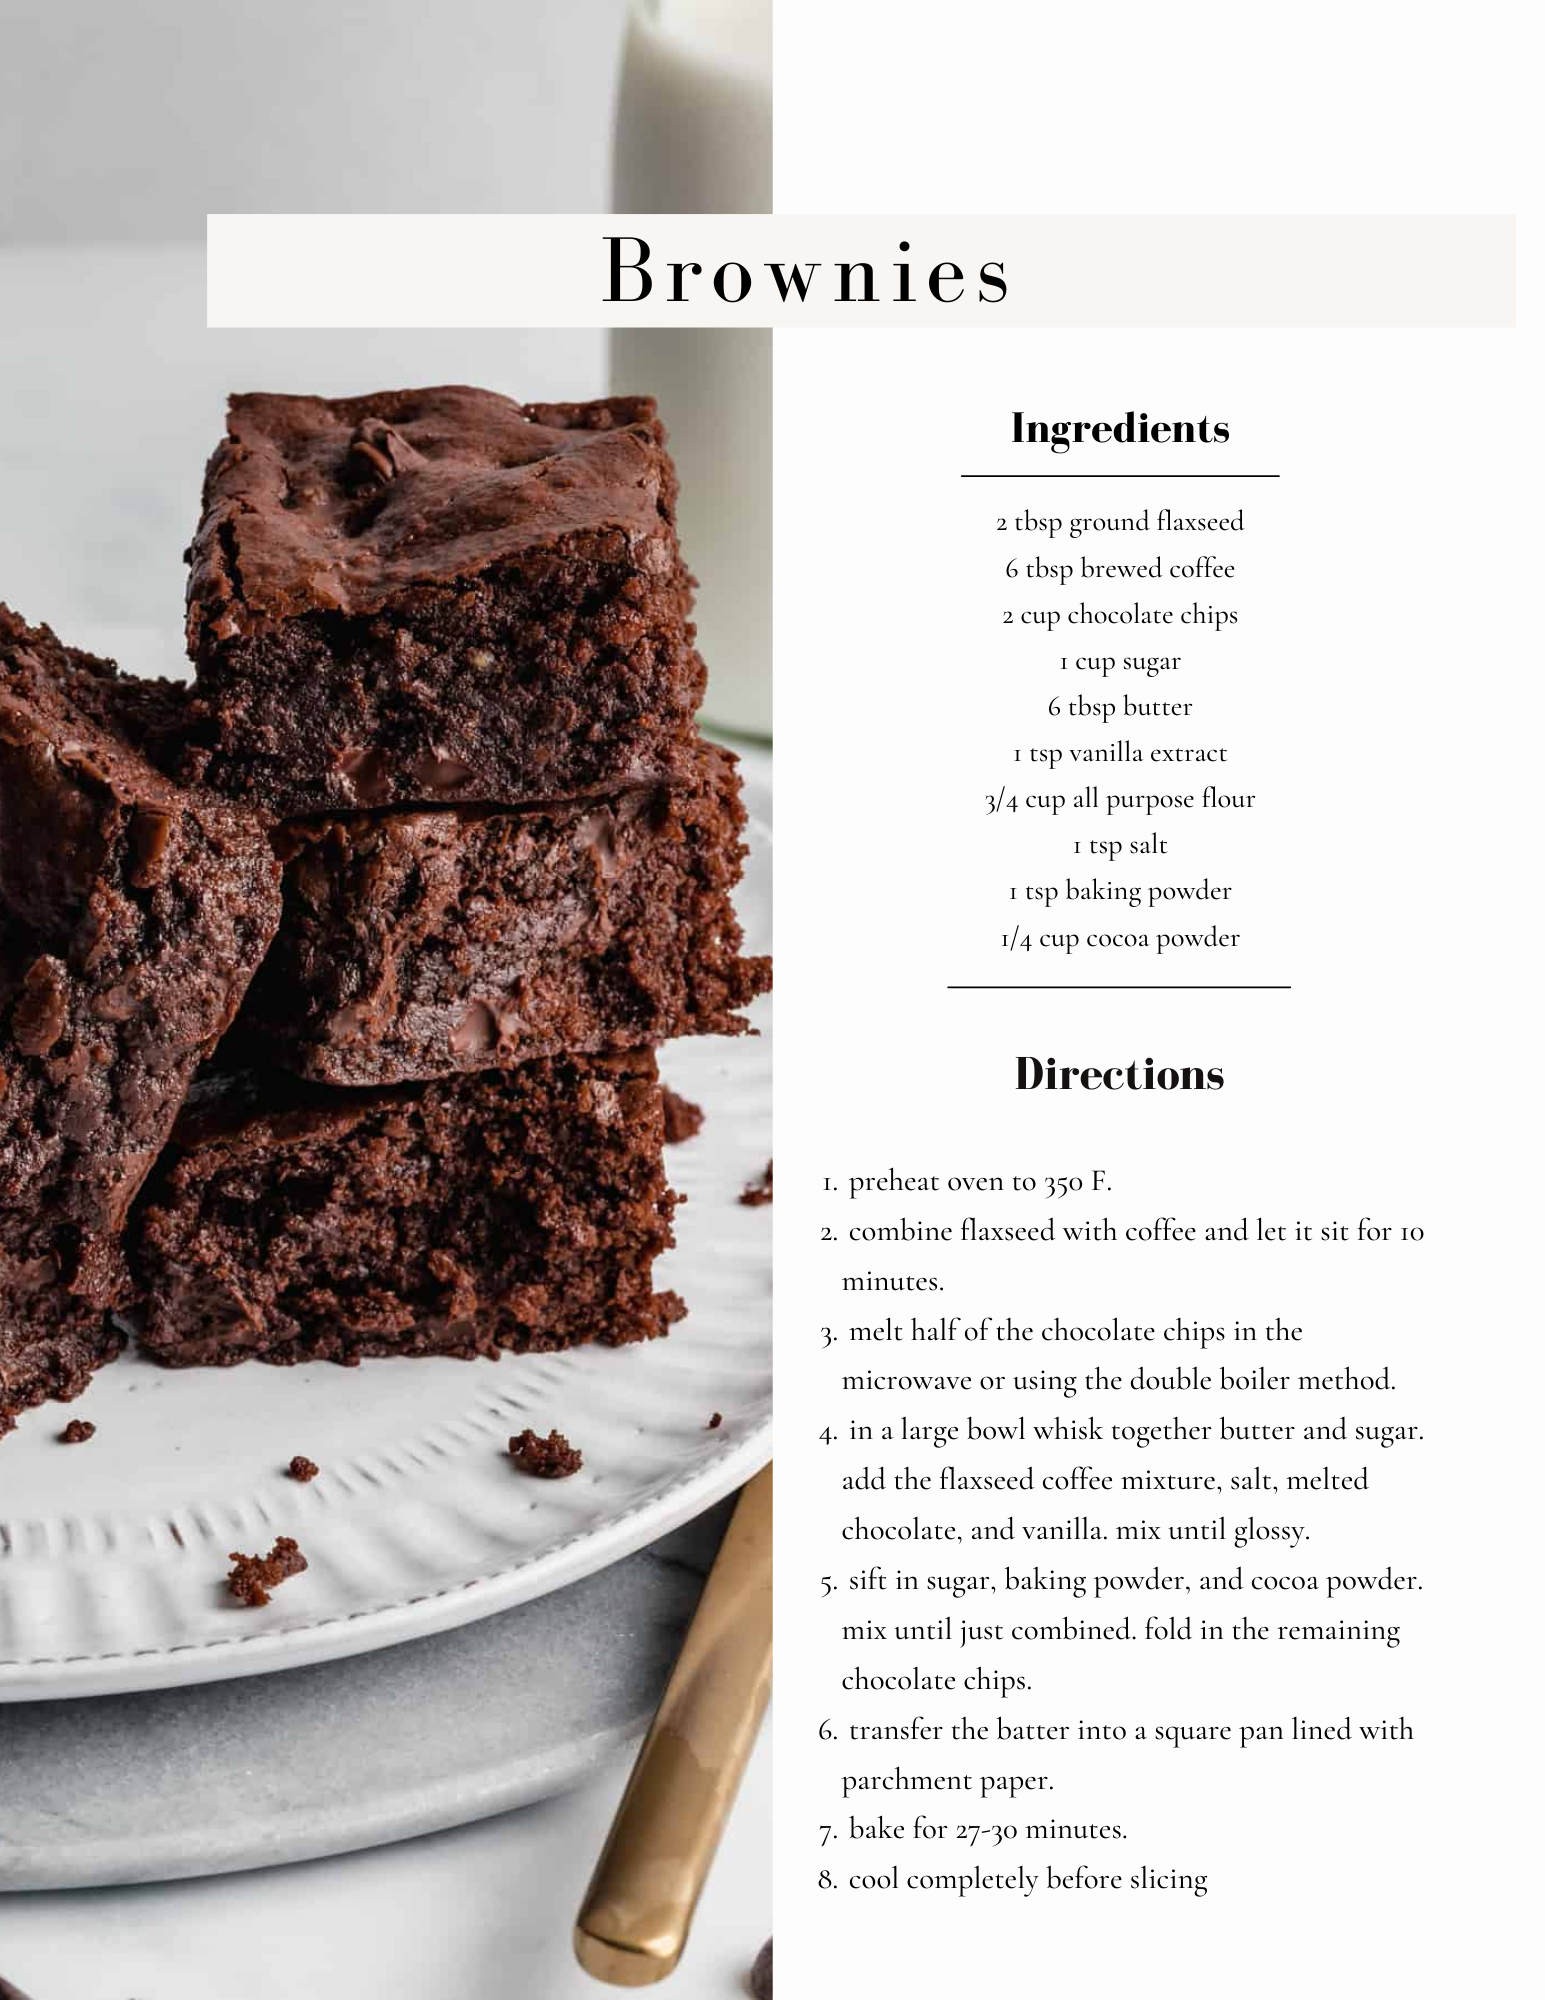 Brownies
Ingredients
2 tbsp ground flaxseed
6 tbsp brewed coffee
2 cup chocolate chips
1 cup sugar
6 tbsp butter
1 tsp vanilla extract
3/4 cup all purpose flour
1 tsp salt
1 tsp baking powder
1/4 cup cocoa powder
Directions
1. preheat oven to 350 F.
2. combine flaxseed with coffee and let it sit for 10
minutes.
3. melt half of the chocolate chips in the
microwave or using the double boiler method.
4. in a large bowl whisk together butter and sugar.
add the flaxseed coffee mixture, salt, melted
chocolate, and vanilla. mix until glossy.
5. sift in sugar, baking powder, and cocoa powder.
mix until just combined. fold in the remaining
chocolate chips.
6. transfer the batter into a square pan lined with
parchment paper.
7. bake for 27-30 minutes.
8. cool completely before slicing